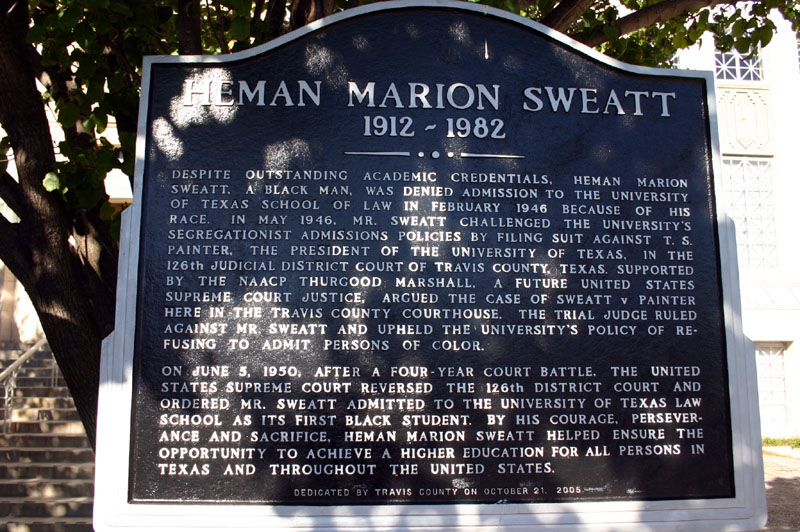 HEMAN MARION SWEATT
1912 ~ 1982
DESPITE OUTSTANDING ACADEMIC CREDENTIALS, HEMAN MARION
SWEATT, A BLACK MAN, WAS DENIED ADMISSION TO THE UNIVERSITY
OF TEXAS SCHOOL OF LAW IN FEBRUARY 1946 BECAUSE OF HIS
RACE. IN MAY 1946, MR. SWEATT CHALLENGED THE UNIVERSITY'S
SEGREGATIONIST ADMISSIONS POLICIES BY FILING SUIT AGAINST T. S.
PAINTER, THE PRESIDENT OF THE UNIVERSITY OF TEXAS, IN THE
126th JUDICIAL DISTRICT COURT OF TRAVIS COUNTY, TEXAS. SUPPORTED
BY THE NAACP THURGOOD MARSHALL, A FUTURE UNITED STATES
SUPREME COURT JUSTICE, ARGUED THE CASE OF SWEATT v PAINTER
HERE IN THE TRAVIS COUNTY COURTHOUSE. THE TRIAL JUDGE RULED
AGAINST MR. SWEATT AND UPHELD THE UNIVERSITY'S POLICY OF RE-
FUSING TO ADMIT PERSONS OF COLOR.
ON JUNE 5, 1950, AFTER A FOUR-YEAR COURT BATTLE, THE UNITED
STATES SUPREME COURT REVERSED THE 126th DISTRICT COURT AND
ORDERED MR. SWEATT ADMITTED TO THE UNIVERSITY OF TEXAS LAW
SCHOOL AS ITS FIRST BLACK STUDENT. BY HIS COURAGE, PERSEVER-
ANCE AND SACRIFICE, HEMAN MARION SWEATT HELPED ENSURE THE
OPPORTUNITY TO ACHIEVE A HIGHER EDUCATION FOR ALL PERSONS IN
TEXAS AND THROUGHOUT THE UNITED STATES.
DEDICATED BY TRAVIS COUNTY ON OCTOBER 21, 2005